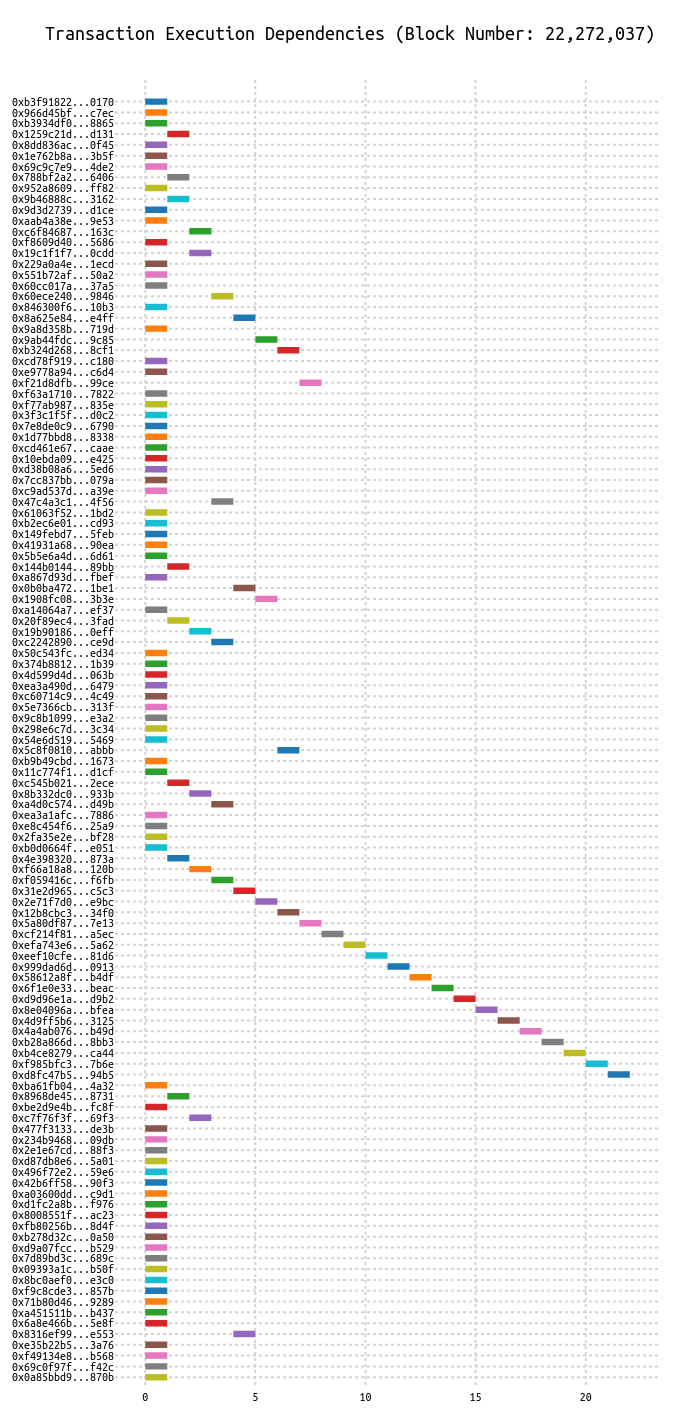 Transaction Execution Dependencies (Block Number: 22,272,037)
0xb3f91822...0170
0x966d45bf...c7ec
0xb3934df0...8865
0x1259c21d...d131
0x8dd836ac...0f45
0x1e762b8a...3b5f
0x69c9c7e9...4de2
0x788bf2a2...6406
0x952a8609...ff82
0x9b46888c...3162
0x9d3d2739...d1ce
0xaab4a38e...9e53
0xc6f84687...163c
0xf8609d40...5686
0x19c1f1f7...0cdd
0x229a0a4e...1ecd
0x551b72af...50a2
0x60cc017a...37a5
0x60ece240...9846
0x846300f6...10b3
0x8a625e84...e4ff
0x9a8d358b...719d
0x9ab44fdc...9c85
0xb324d268...8cf1
0xcd78f919...c180
0xe9778a94...c6d4
0xf21d8dfb...99ce
0xf63a1710...7822
0xf77ab987...835e
0x3f3c1f5f...d0c2
0x7e8de0c9...6790
0x1d77bbd8...8338
0xcd461e67...caae
0x10ebda09...e425
0xd38b08a6...5ed6
0x7cc837bb...079a
0xc9ad537d...a39e
0x47c4a3c1...4f56
0x61063f52...1bd2
0xb2ec6e01...cd93
0x149febd7...5feb
0x41931a68...90ea
0x5b5e6a4d...6d61
0x144b0144...89bb
0xa867d93d...fbef
0x0b0ba472...1be1
0x1908fc08...3b3e
0xa14064a7...ef37
0x20f89ec4...3fad
0x19b90186...0eff
0xc2242890...ce9d
0x50c543fc...ed34
0x374b8812...1b39
0x4d599d4d...063b
0xea3a490d...6479
0xc60714c9...4c49
0x5e7366cb...313f
0x9c8b1099...e3a2
0x298e6c7d...3c34
0x54e6d519...5469
0x5c8f0810...abbb
0xb9b49cbd...1673
0x11c774f1...d1cf
0xc545b021...2ece
0x8b332dc0...933b
0xa4d0c574...d49b
0xea3a1afc...7886
0xe8c454f6...25a9
0x2fa35e2e...bf28
0xb0d0664f...e051
0x4e398320...873a
0xf66a18a8...120b
0xf059416c...f6fb
0x31e2d965...c5c3
0x2e71f7d0...e9bc
0x12b8cbc3...34f0
0x5a80df87...7e13
0xcf214f81...a5ec
0xefa743e6...5a62
0xeef10cfe...81d6
0x999dad6d...0913
0x58612a8f...b4df
0x6f1e0e33...beac
0xd9d96e1a...d9b2
0x8e04096a...bfea
0x4d9ff5b6...3125
0x4a4ab076...b49d
0xb28a866d...8bb3
0xb4ce8279...ca44
0xf985bfc3...7b6e
0xd8fc47b5...94b5
0xba61fb04...4a32
0x8968de45...8731
0xbe2d9e4b...fc8f
0xc7f76f3f...69f3
0x477f3133...de3b
0x234b9468...09db
0x2e1e67cd...88f3
0xd87db8e6...5a01
0x496f72e2...59e6
0x42b6ff58...90f3
0xa03600dd...c9d1
0xd1fc2a8b...f976
0x8008551f...ac23
0xfb80256b...8d4f
0xb278d32c...0a50
0xd9a07fcc...b529
0x7d89bd3c...689c
0x09393a1c...b50f
0x8bc0aef0...e3c0
0xf9c8cde3...857b
0x71b80d46...9289
0xa451511b...b437
0x6a8e466b...5e8f
0x8316ef99...e553
0xe35b22b5...3a76
0xf49134e8...b568
0x69c0f97f...f42c
0x0a85bbd9...870b
0 5 10 15 20